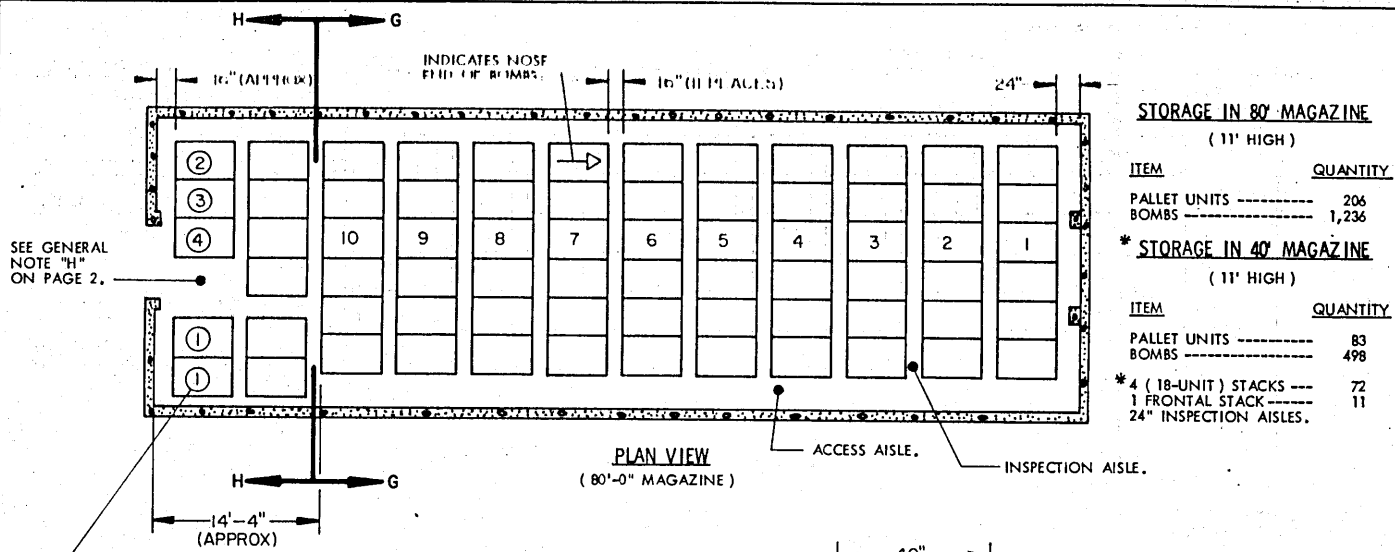 H G
INDICATES NOSE
END OF BOMBS.
16" (APPROX)
16" (11 PLACES)
24"
STORAGE IN 80' MAGAZINE
( 11' HIGH )
ITEM QUANTITY
PALLET UNITS ---------- 206
BOMBS ----------------- 1,236
* STORAGE IN 40' MAGAZINE
( 11' HIGH )
ITEM QUANTITY
PALLET UNITS ---------- 83
BOMBS ----------------- 498
* 4 ( 18-UNIT ) STACKS --- 72
1 FRONTAL STACK ------ 11
24" INSPECTION AISLES.
SEE GENERAL
NOTE "H"
ON PAGE 2.
2
3
4
1
1
10 9 8 7 6 5 4 3 2 1
PLAN VIEW
( 80'-0" MAGAZINE )
ACCESS AISLE.
INSPECTION AISLE.
H G
14'-4"
(APPROX)